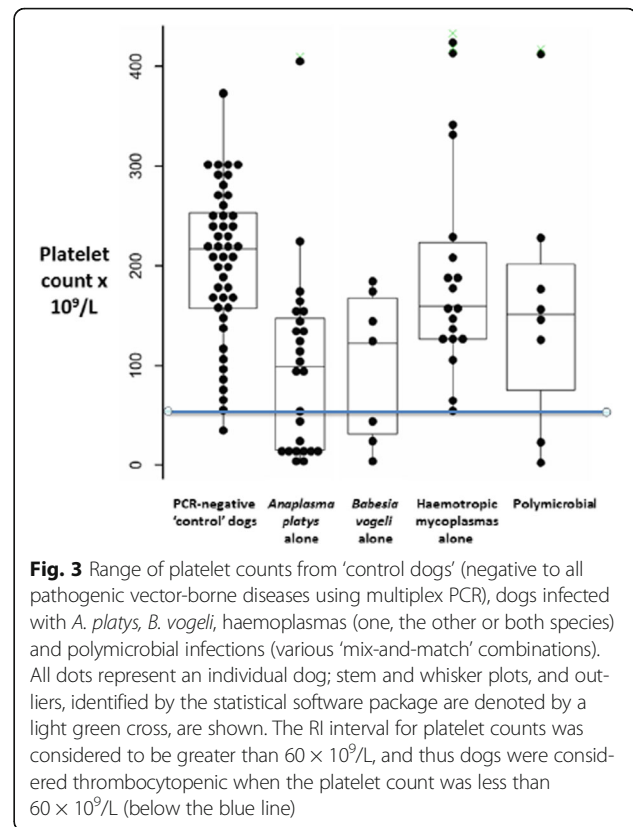 400
300
200
100
0
Platelet
count x
10⁹/L
PCR-negative
‘control’ dogs
Anaplasma
platys
alone
Babesia
vogeli
alone
Haemotropic
mycoplasmas
alone
Polymicrobial
Fig. 3 Range of platelet counts from ‘control dogs’ (negative to all
pathogenic vector-borne diseases using multiplex PCR), dogs infected
with A. platys, B. vogeli, haemoplasmas (one, the other or both species)
and polymicrobial infections (various ‘mix-and-match’ combinations).
All dots represent an individual dog; stem and whisker plots, and out-
liers, identified by the statistical software package are denoted by a
light green cross, are shown. The RI interval for platelet counts was
considered to be greater than 60 × 10⁹/L, and thus dogs were consid-
ered thrombocytopenic when the platelet count was less than
60 × 10⁹/L (below the blue line)